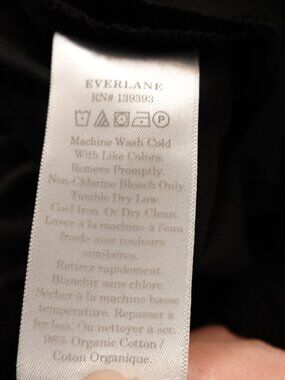 EVERLANE
RN# 139393
Machine Wash Cold
With Like Colors.
Remove Promptly.
Non-Chlorine Bleach Only.
Tumble Dry Low.
Cool Iron. Or Dry Clean.
Laver à la machine à l'eau
froide avec couleurs
similaires.
Retirez rapidement.
Blanchir sans chlore.
Sécher à la machine basse
temperature. Repasser à
fer bas. Ou nettoyer à sec.
98% Organic Cotton /
Coton Organique.